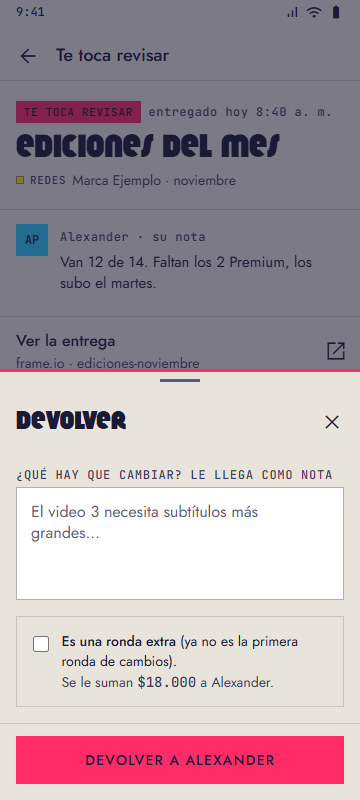 9:41
Te toca revisar
TE TOCA REVISAR entregado hoy 8:40 a. m.
eDiCiONeS DeL MeS
REDES Marca Ejemplo · noviembre
AP
Alexander · su nota
Van 12 de 14. Faltan los 2 Premium, los
subo el martes.
Ver la entrega
frame.io · ediciones-noviembre
DeVOLVeR
¿QUÉ HAY QUE CAMBIAR? LE LLEGA COMO NOTA
El video 3 necesita subtítulos más
grandes…
Es una ronda extra (ya no es la primera
ronda de cambios).
Se le suman $18.000 a Alexander.
DEVOLVER A ALEXANDER